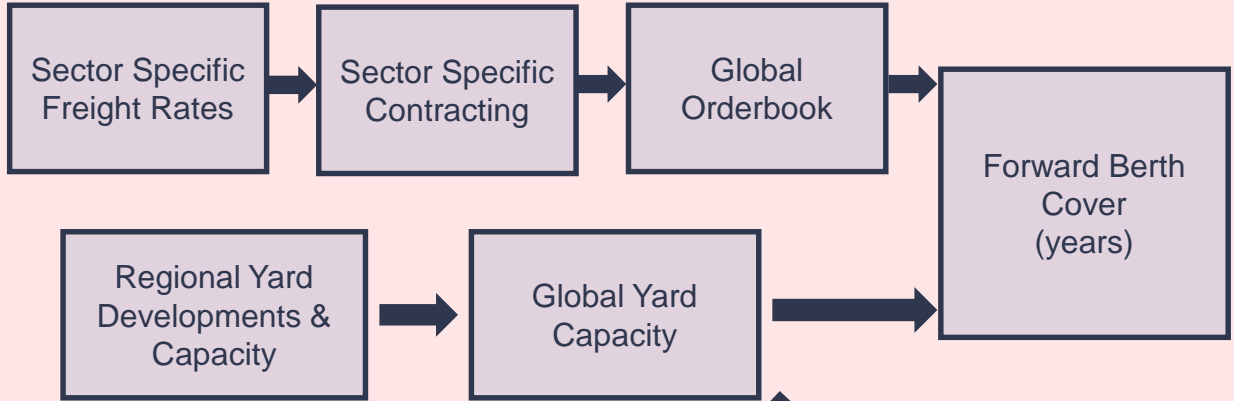 Sector Specific
Freight Rates
Sector Specific
Contracting
Global
Orderbook
Forward Berth
Cover
(years)
Regional Yard
Developments &
Capacity
Global Yard
Capacity